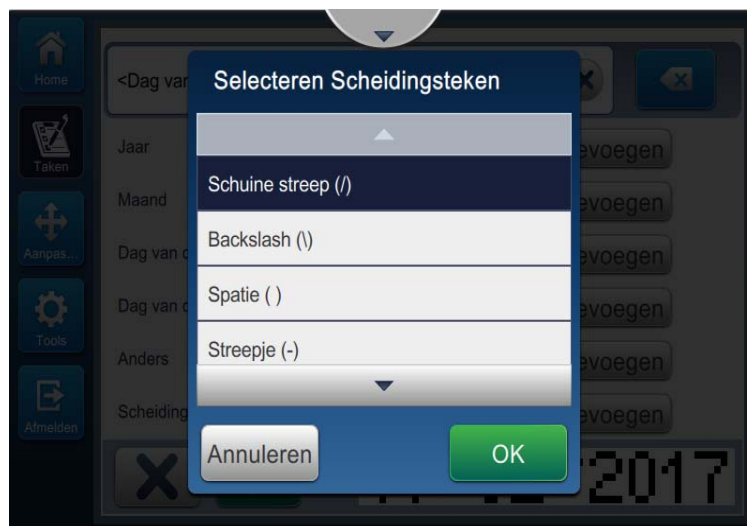 Home
Taken
Aanpas...
Tools
Afmelden
<Dag van
Jaar
Maand
Dag van d
Dag van d
Anders
Scheiding
Selecteren Scheidingsteken
Schuine streep (/)
Backslash (\)
Spatie ( )
Streepje (-)
Annuleren
OK
evoegen
evoegen
evoegen
evoegen
evoegen
evoegen
2017